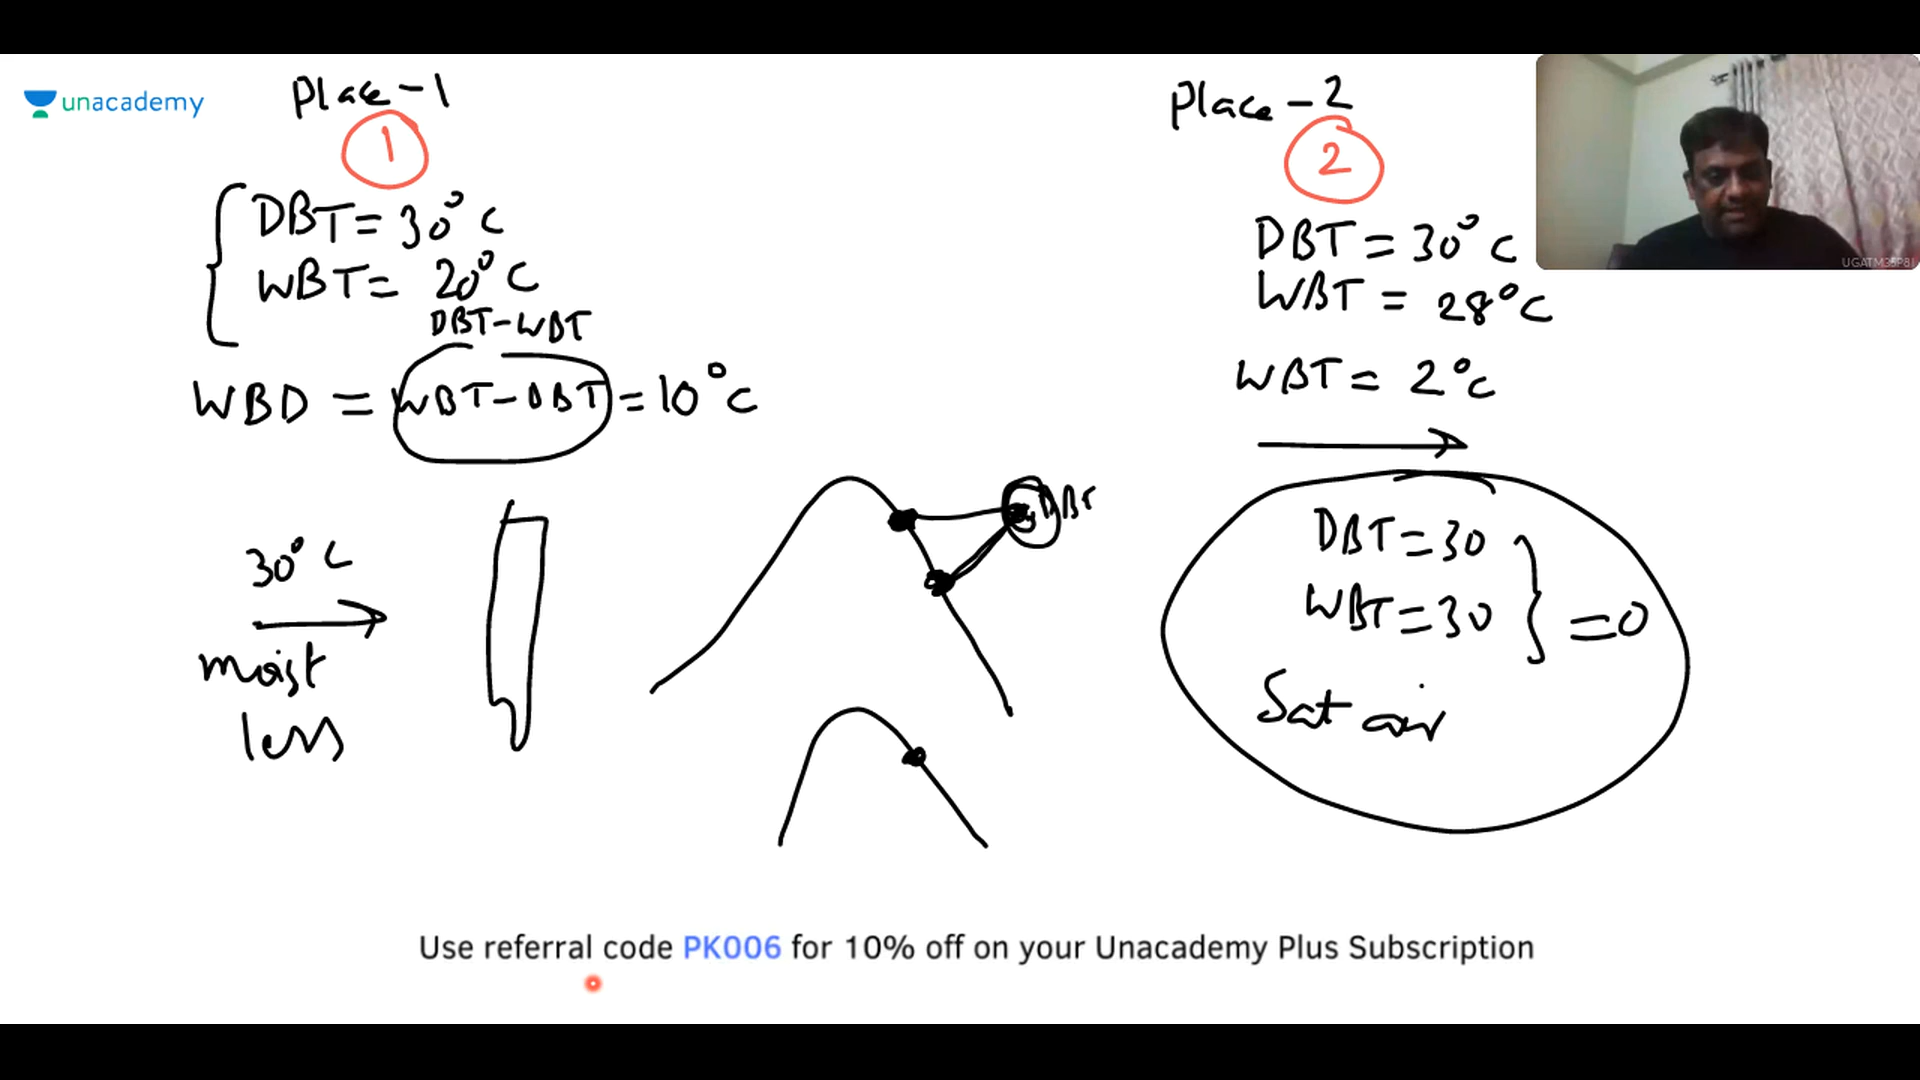 unacademy
Place-1
1
DBT = 30°C
WBT = 20°C
DBT-WBT
WBD = WBT-DBT = 10°C
30°C
moist
less
DBT
Place-2
2
DBT = 30°C
WBT = 28°C
WBT = 2°C
DBT = 30
WBT = 30
= 0
Sat air
UGATM35P8I
Use referral code PK006 for 10% off on your Unacademy Plus Subscription